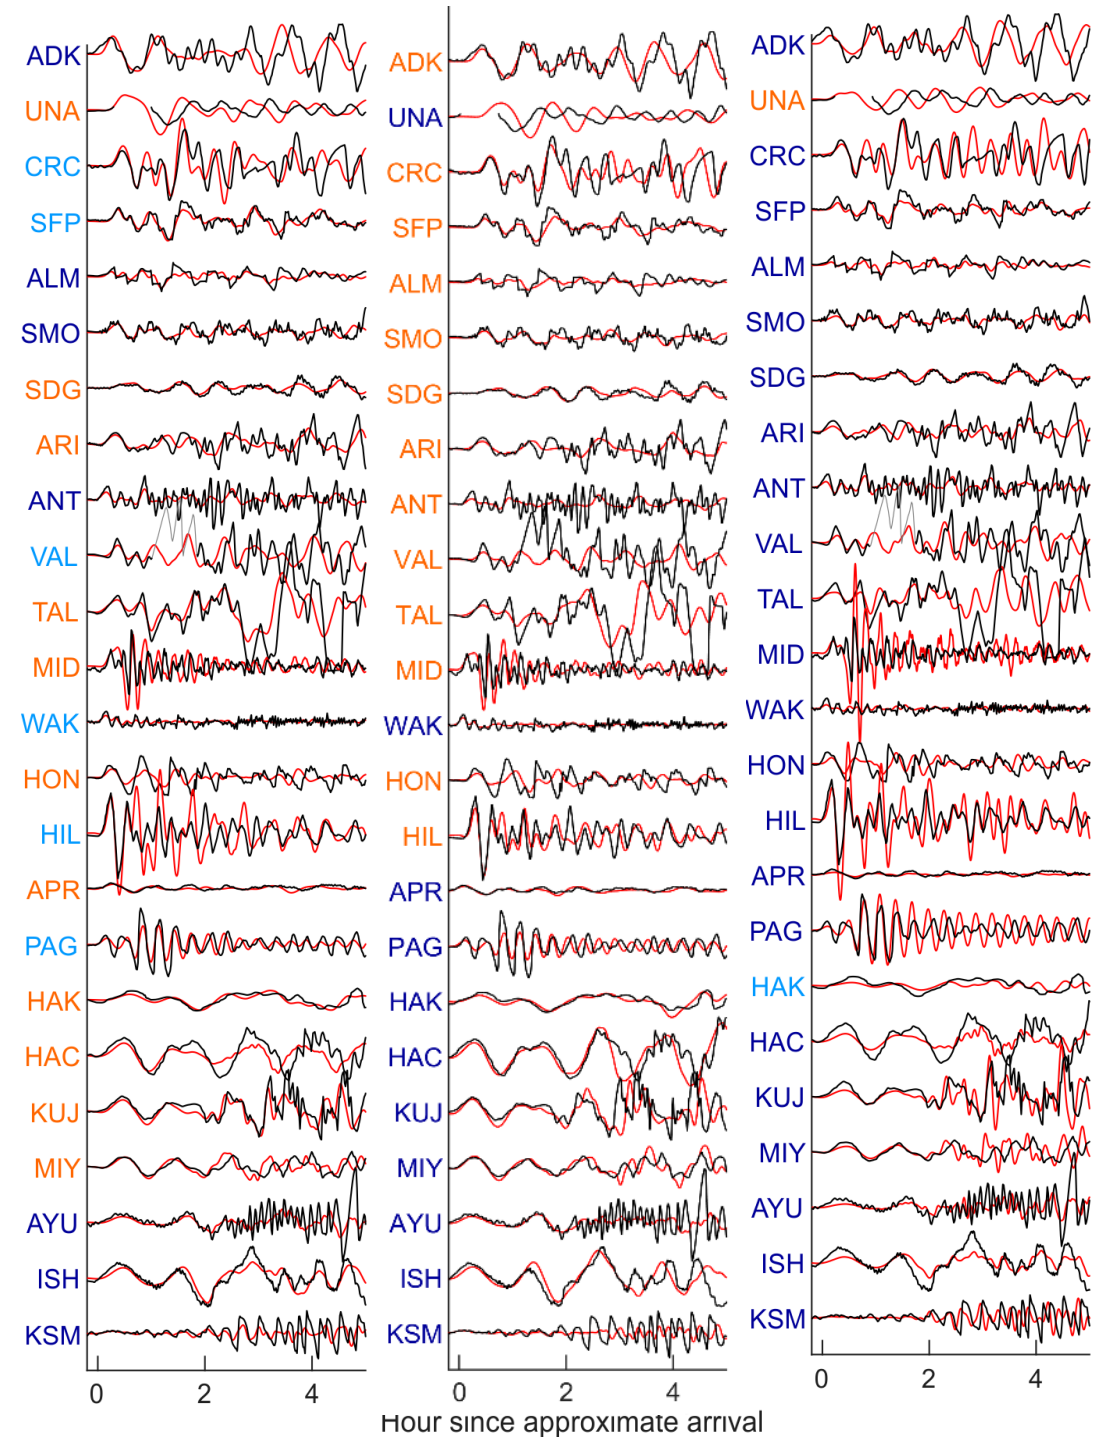 ADK
UNA
CRC
SFP
ALM
SMO
SDG
ARI
ANT
VAL
TAL
MID
WAK
HON
HIL
APR
PAG
HAK
HAC
KUJ
MIY
AYU
ISH
KSM
0 2 4
ADK
UNA
CRC
SFP
ALM
SMO
SDG
ARI
ANT
VAL
TAL
MID
WAK
HON
HIL
APR
PAG
HAK
HAC
KUJ
MIY
AYU
ISH
KSM
0 2 4
ADK
UNA
CRC
SFP
ALM
SMO
SDG
ARI
ANT
VAL
TAL
MID
WAK
HON
HIL
APR
PAG
HAK
HAC
KUJ
MIY
AYU
ISH
KSM
0 2 4
Hour since approximate arrival